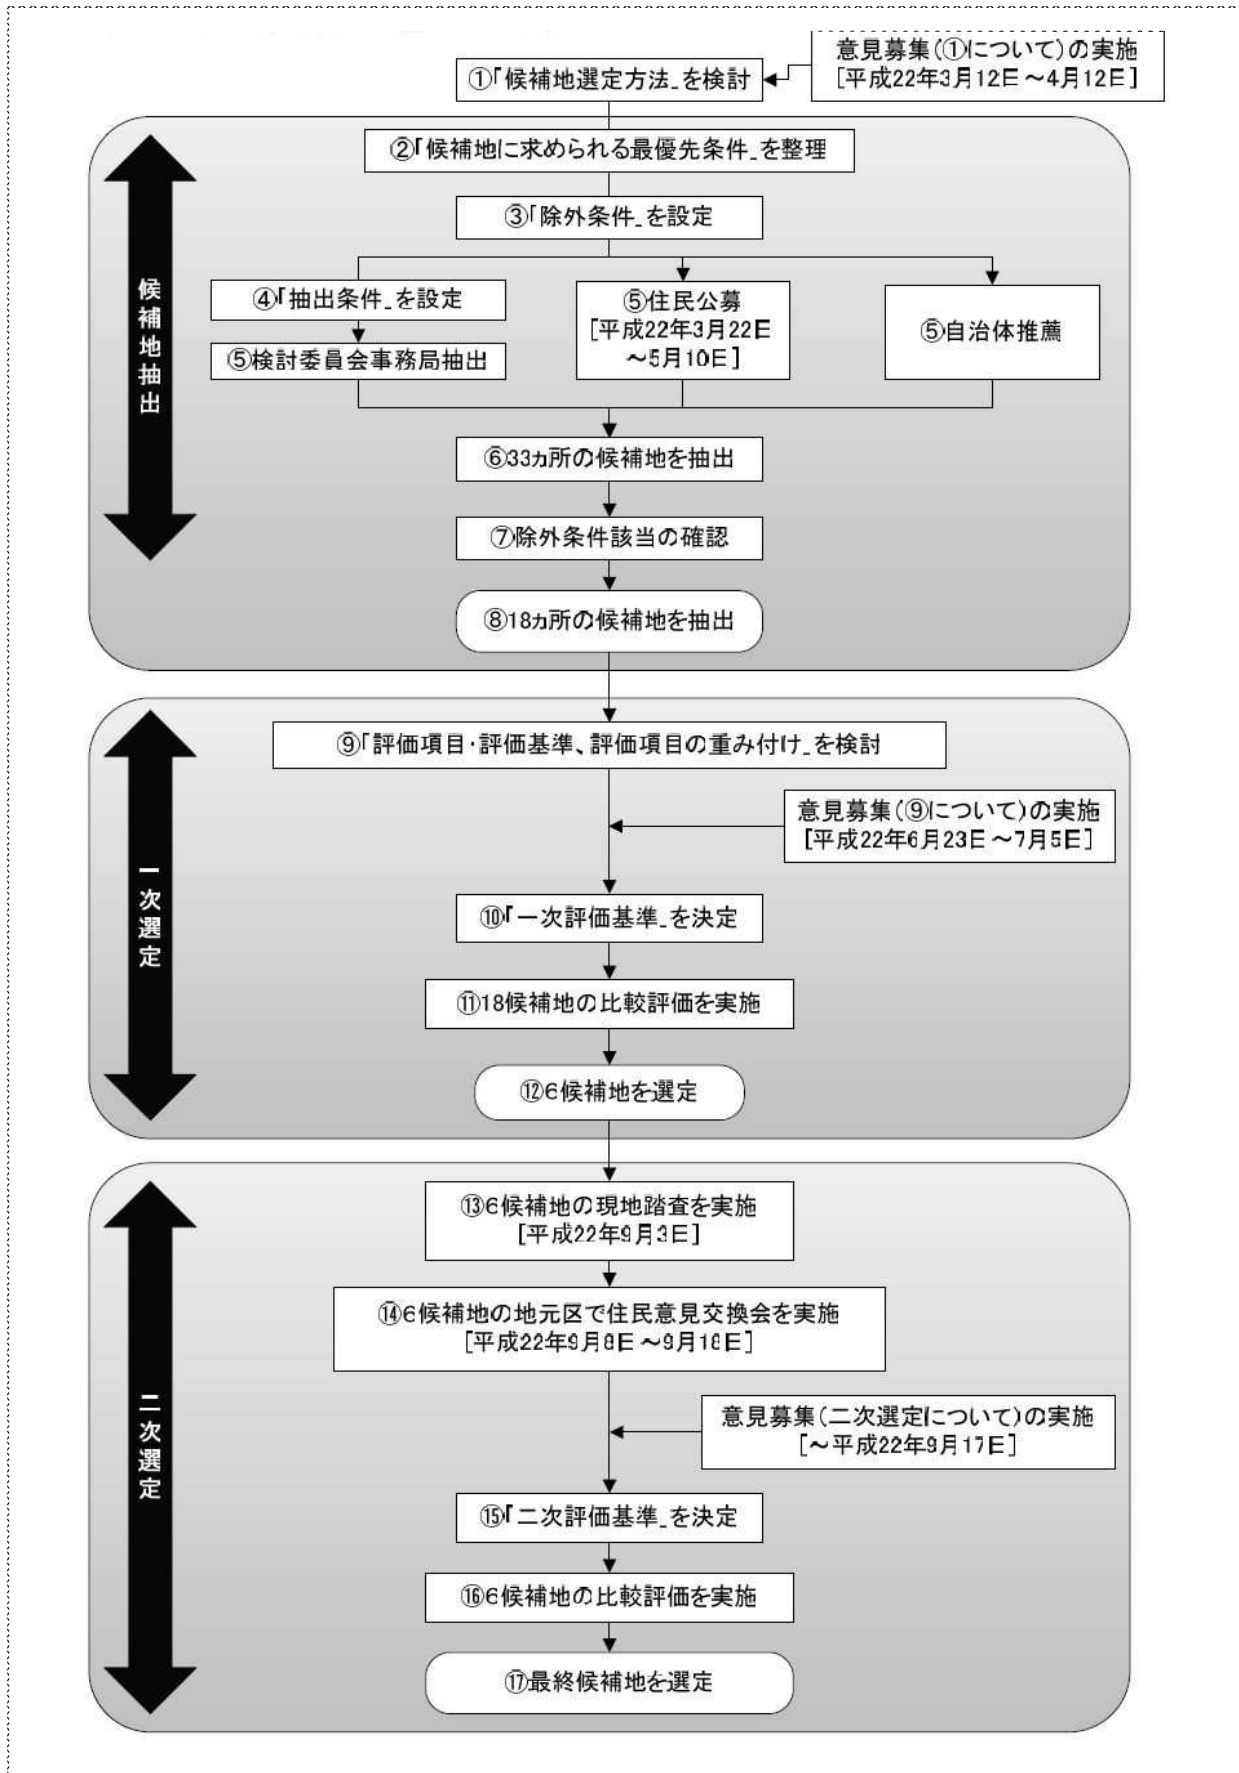 意見募集(①について)の実施
[平成22年3月12日～4月12日]
①「候補地選定方法」を検討
候補地抽出
②「候補地に求められる最優先条件」を整理
③「除外条件」を設定
④「抽出条件」を設定
⑤検討委員会事務局抽出
⑤住民公募
[平成22年3月22日
～5月10日]
⑤自治体推薦
⑥33ヵ所の候補地を抽出
⑦除外条件該当の確認
⑧18ヵ所の候補地を抽出
一次選定
⑨「評価項目・評価基準、評価項目の重み付け」を検討
意見募集(⑨について)の実施
[平成22年6月23日～7月5日]
⑩「一次評価基準」を決定
⑪18候補地の比較評価を実施
⑫6候補地を選定
二次選定
⑬6候補地の現地踏査を実施
[平成22年9月3日]
⑭6候補地の地元区で住民意見交換会を実施
[平成22年9月8日～9月18日]
意見募集(二次選定について)の実施
[～平成22年9月17日]
⑮「二次評価基準」を決定
⑯6候補地の比較評価を実施
⑰最終候補地を選定